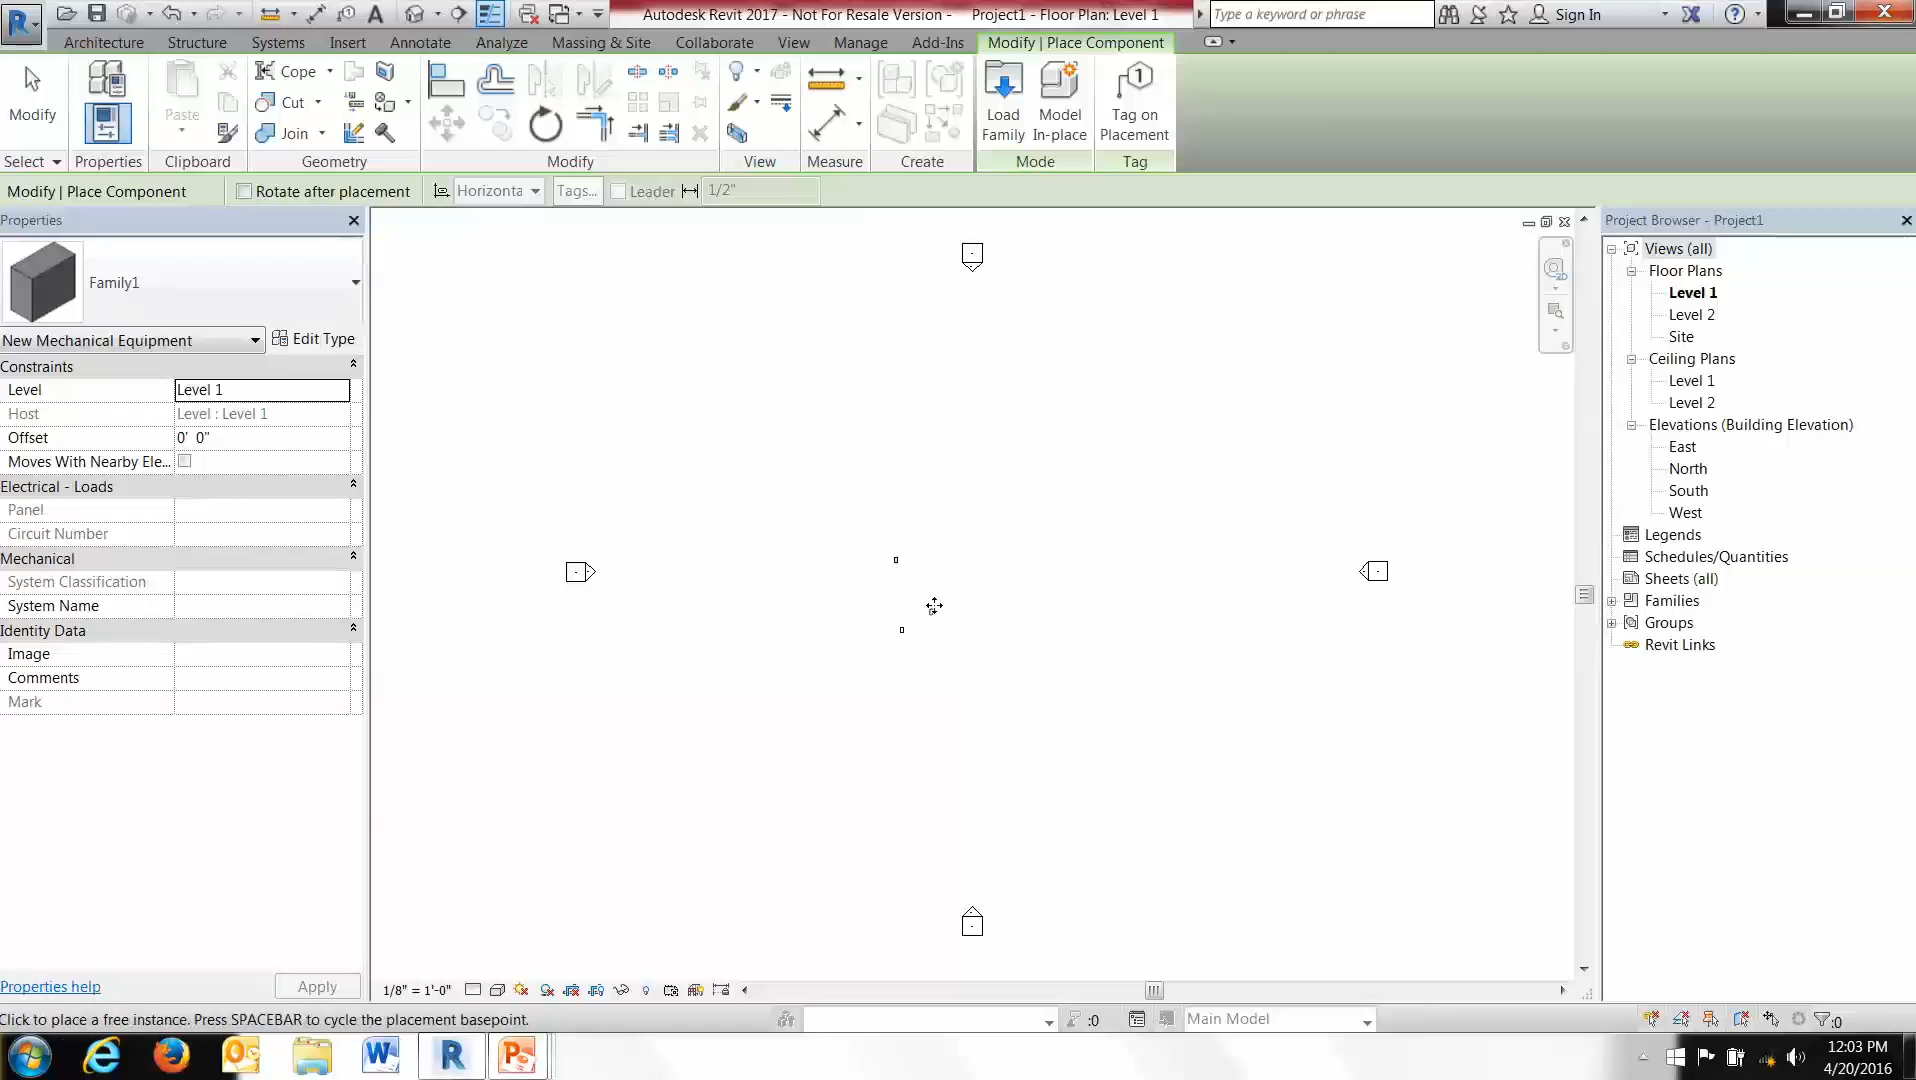 Autodesk Revit 2017 - Not For Resale Version - Project1 - Floor Plan: Level 1
Type a keyword or phrase
Sign In
Architecture Structure Systems Insert Annotate Analyze Massing & Site Collaborate View Manage Add-Ins Modify | Place Component
Modify
Paste
Cope
Cut
Join
Load Family
Model In-place
Tag on Placement
Select Properties Clipboard Geometry Modify View Measure Create Mode Tag
Modify | Place Component Rotate after placement Horizonta Tags... Leader 1/2"
Properties
Family1
New Mechanical Equipment Edit Type
Constraints
Level Level 1
Host Level : Level 1
Offset 0' 0"
Moves With Nearby Ele...
Electrical - Loads
Panel
Circuit Number
Mechanical
System Classification
System Name
Identity Data
Image
Comments
Mark
Properties help Apply
Project Browser - Project1
Views (all)
Floor Plans
Level 1
Level 2
Site
Ceiling Plans
Level 1
Level 2
Elevations (Building Elevation)
East
North
South
West
Legends
Schedules/Quantities
Sheets (all)
Families
Groups
Revit Links
1/8" = 1'-0"
Click to place a free instance. Press SPACEBAR to cycle the placement basepoint.
:0
Main Model
:0
12:03 PM
4/20/2016